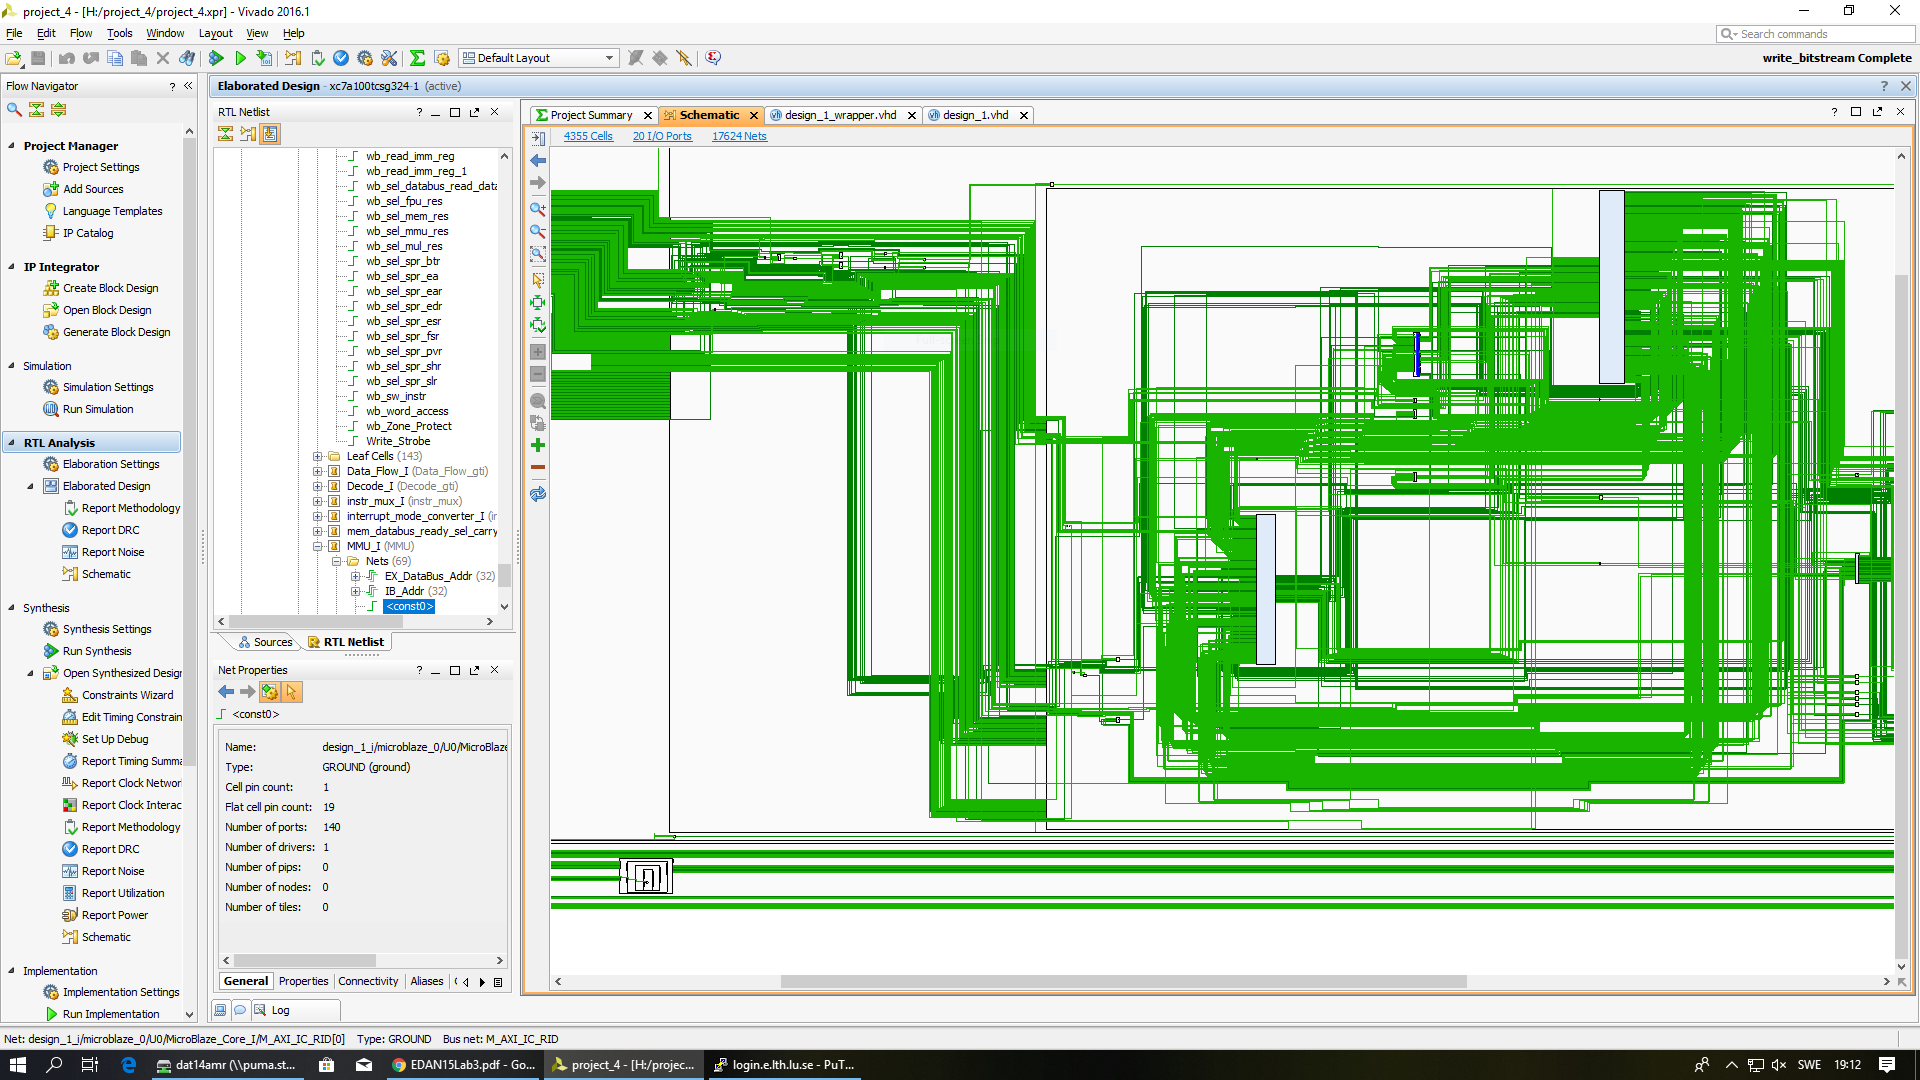 project_4 - [H:/project_4/project_4.xpr] - Vivado 2016.1
File Edit Flow Tools Window Layout View Help
Search commands
Default Layout
write_bitstream Complete
Flow Navigator
Project Manager
Project Settings
Add Sources
Language Templates
IP Catalog
IP Integrator
Create Block Design
Open Block Design
Generate Block Design
Simulation
Simulation Settings
Run Simulation
RTL Analysis
Elaboration Settings
Elaborated Design
Report Methodology
Report DRC
Report Noise
Schematic
Synthesis
Synthesis Settings
Run Synthesis
Open Synthesized Design
Constraints Wizard
Edit Timing Constrain
Set Up Debug
Report Timing Summa
Report Clock Networ
Report Clock Interac
Report Methodology
Report DRC
Report Noise
Report Utilization
Report Power
Schematic
Implementation
Implementation Settings
Run Implementation
Elaborated Design - xc7a100tcsg324-1 (active)
RTL Netlist
wb_read_imm_reg
wb_read_imm_reg_1
wb_sel_databus_read_data
wb_sel_fpu_res
wb_sel_mem_res
wb_sel_mmu_res
wb_sel_mul_res
wb_sel_spr_btr
wb_sel_spr_ea
wb_sel_spr_ear
wb_sel_spr_edr
wb_sel_spr_esr
wb_sel_spr_fsr
wb_sel_spr_pvr
wb_sel_spr_shr
wb_sel_spr_slr
wb_sw_instr
wb_word_access
wb_Zone_Protect
Write_Strobe
Leaf Cells (143)
Data_Flow_I (Data_Flow_gti)
Decode_I (Decode_gti)
instr_mux_I (instr_mux)
interrupt_mode_converter_I (ir
mem_databus_ready_sel_carry
MMU_I (MMU)
Nets (69)
EX_DataBus_Addr (32)
IB_Addr (32)
<const0>
Sources RTL Netlist
Net Properties
<const0>
Name: design_1_i/microblaze_0/U0/MicroBlaze
Type: GROUND (ground)
Cell pin count: 1
Flat cell pin count: 19
Number of ports: 140
Number of drivers: 1
Number of pips: 0
Number of nodes: 0
Number of tiles: 0
General Properties Connectivity Aliases
Log
Project Summary Schematic design_1_wrapper.vhd design_1.vhd
4355 Cells 20 I/O Ports 17624 Nets
Net: design_1_i/microblaze_0/U0/MicroBlaze_Core_I/M_AXI_IC_RID[0] Type: GROUND Bus net: M_AXI_IC_RID
dat14amr (\\puma.st... EDAN15Lab3.pdf - Go... project_4 - [H:/projec... login.e.lth.lu.se - PuT... SWE 19:12